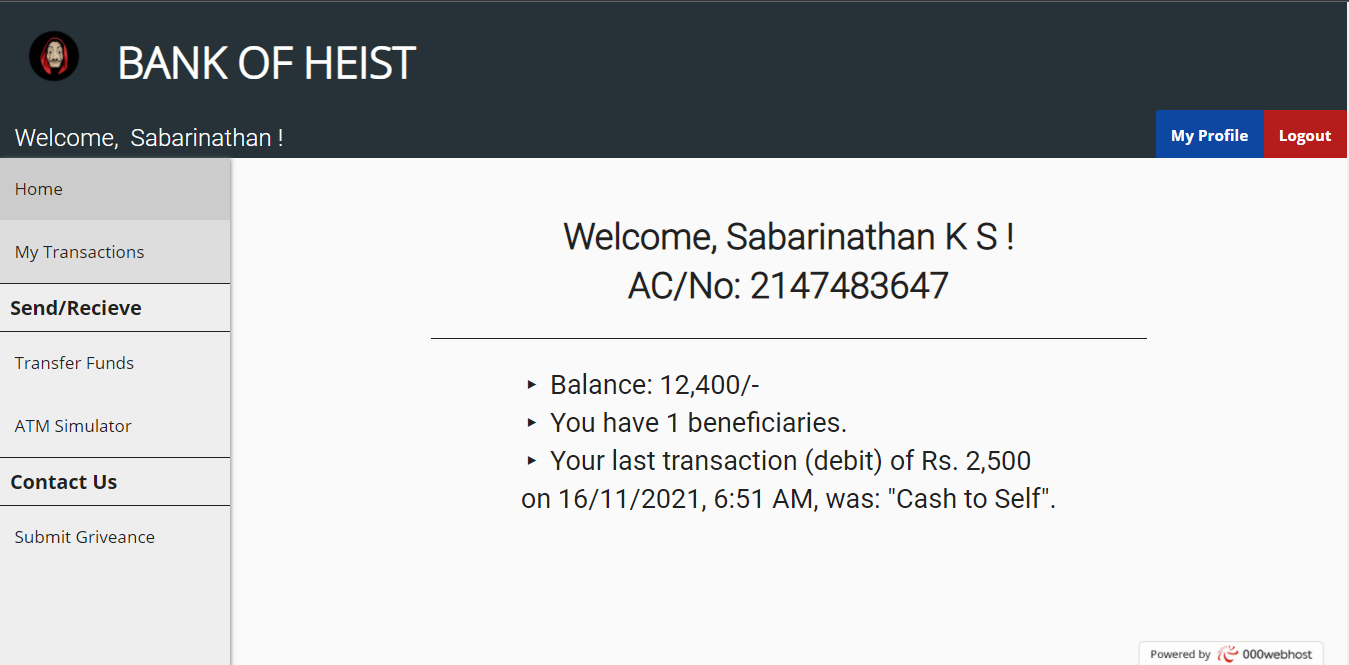 BANK OF HEIST
Welcome, Sabarinathan !
My Profile
Logout
Home
My Transactions
Send/Recieve
Transfer Funds
ATM Simulator
Contact Us
Submit Griveance
Welcome, Sabarinathan K S !
AC/No: 2147483647
‣ Balance: 12,400/-
‣ You have 1 beneficiaries.
‣ Your last transaction (debit) of Rs. 2,500
on 16/11/2021, 6:51 AM, was: "Cash to Self".
Powered by 000webhost